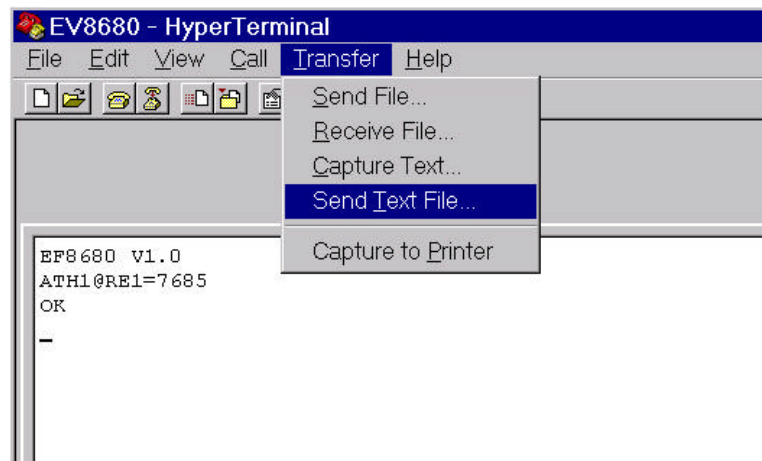 EV8680 - HyperTerminal
File Edit View Call Transfer Help
Send File...
Receive File...
Capture Text...
Send Text File...
Capture to Printer
EF8680 V1.0
ATH1@RE1=7685
OK